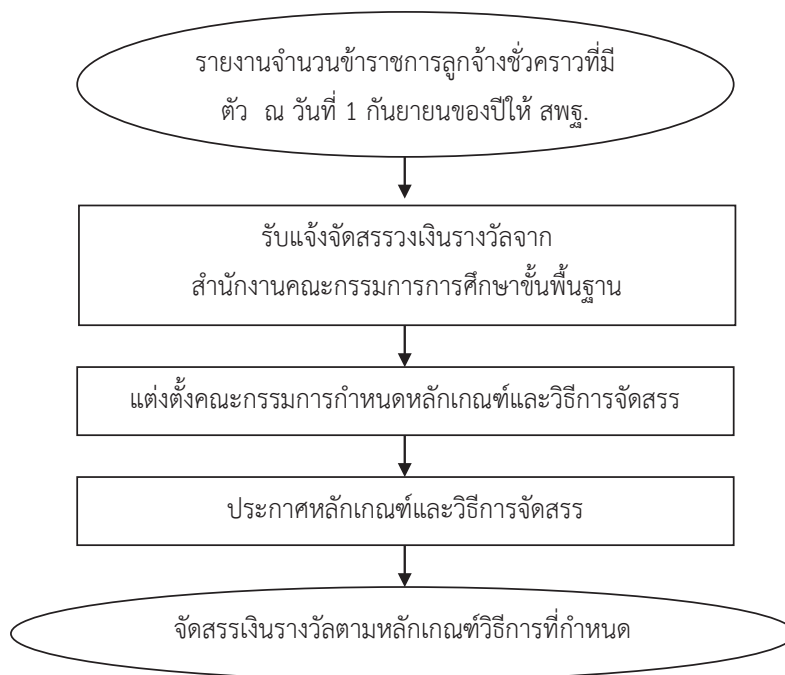 รายงานจำนวนข้าราชการลูกจ้างชั่วคราวที่มี
ตัว ณ วันที่ 1 กันยายนของปีให้ สพฐ.
รับแจ้งจัดสรรวงเงินรางวัลจาก
สำนักงานคณะกรรมการการศึกษาขั้นพื้นฐาน
แต่งตั้งคณะกรรมการกำหนดหลักเกณฑ์และวิธีการจัดสรร
ประกาศหลักเกณฑ์และวิธีการจัดสรร
จัดสรรเงินรางวัลตามหลักเกณฑ์วิธีการที่กำหนด